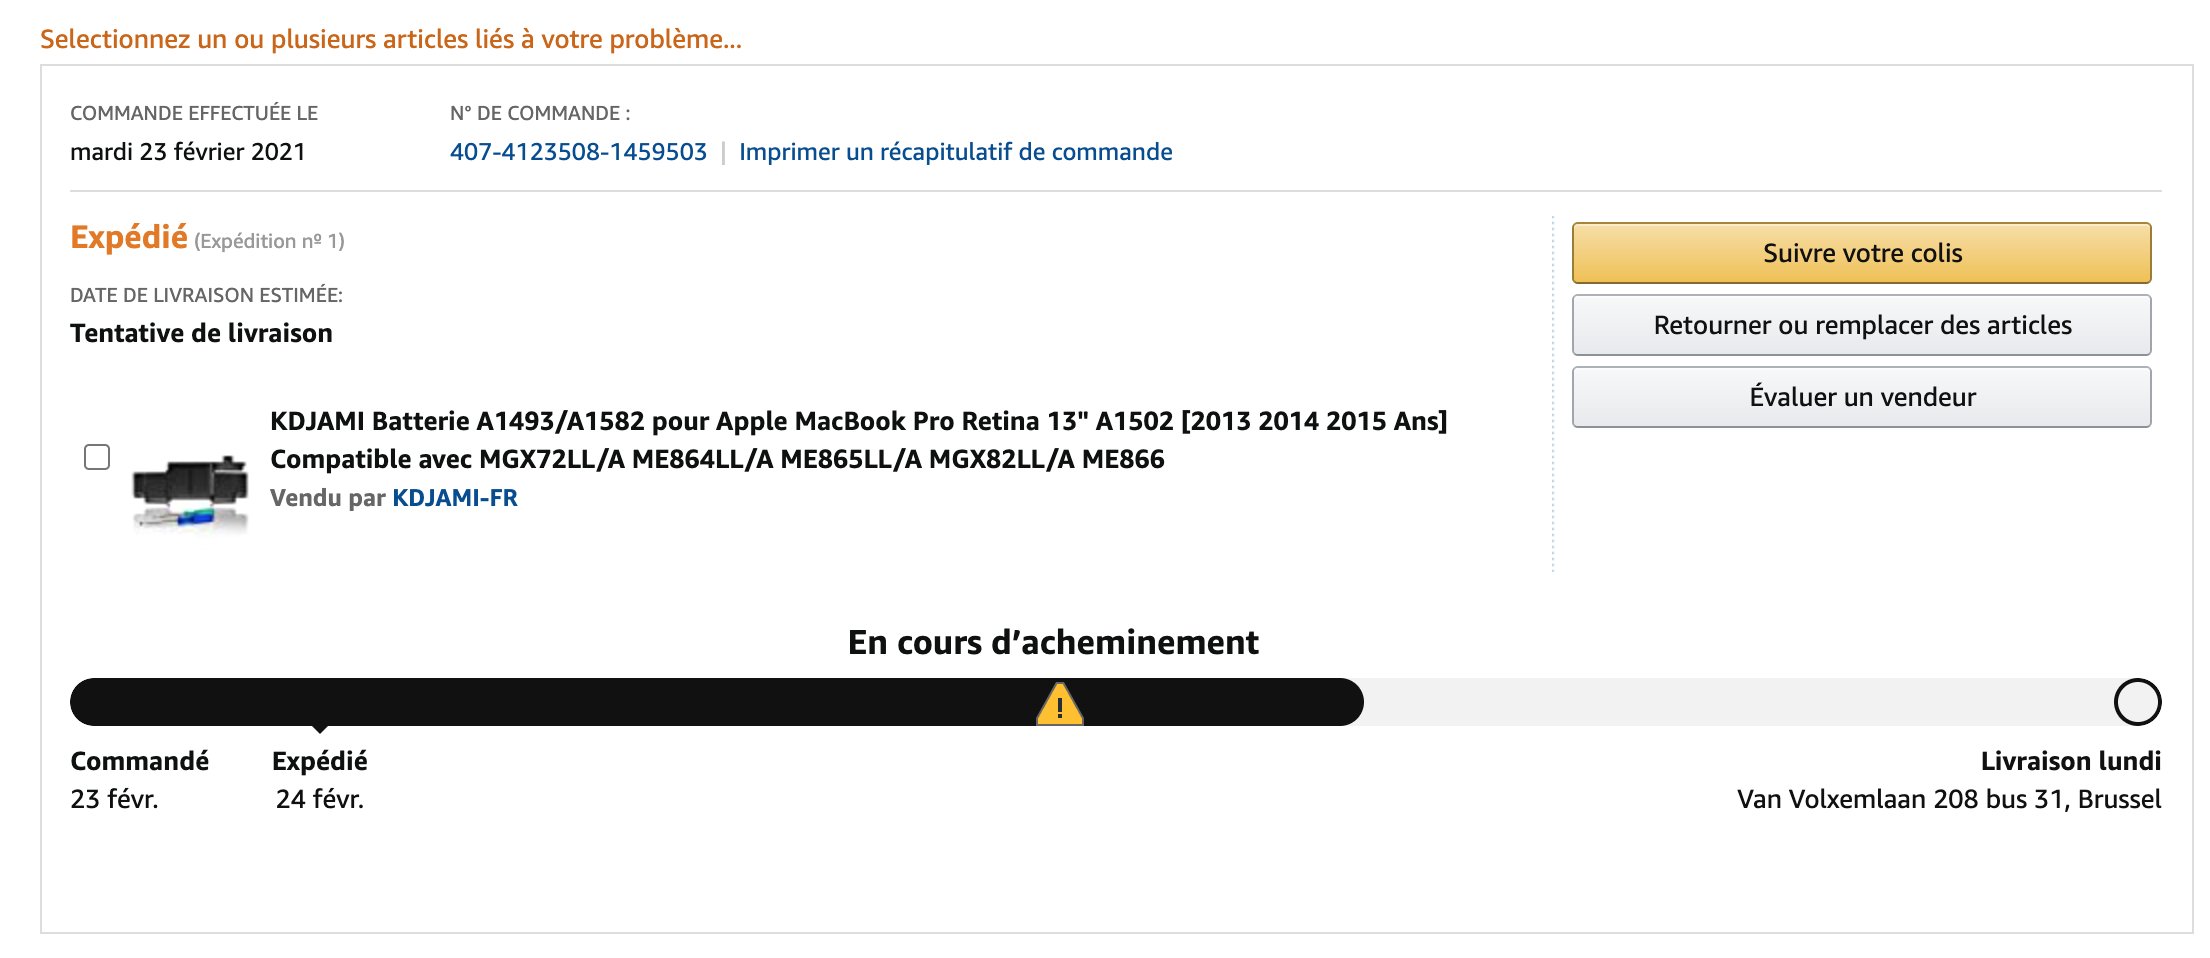 Selectionnez un ou plusieurs articles liés à votre problème...
COMMANDE EFFECTUÉE LE
mardi 23 février 2021
N° DE COMMANDE :
407-4123508-1459503 | Imprimer un récapitulatif de commande
Expédié (Expédition nº 1)
DATE DE LIVRAISON ESTIMÉE:
Tentative de livraison
KDJAMI Batterie A1493/A1582 pour Apple MacBook Pro Retina 13" A1502 [2013 2014 2015 Ans]
Compatible avec MGX72LL/A ME864LL/A ME865LL/A MGX82LL/A ME866
Vendu par KDJAMI-FR
Suivre votre colis
Retourner ou remplacer des articles
Évaluer un vendeur
En cours d’acheminement
Commandé
23 févr.
Expédié
24 févr.
Livraison lundi
Van Volxemlaan 208 bus 31, Brussel